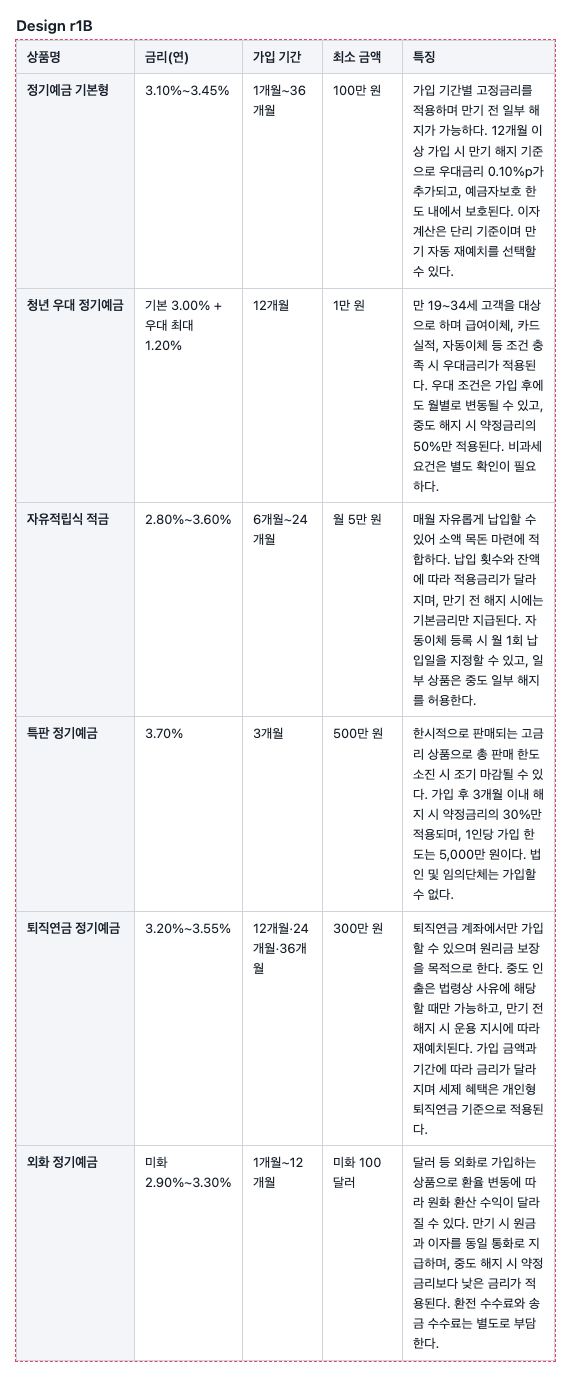 Design r1B
상품명 금리(연) 가입 기간 최소 금액 특징
정기예금 기본형 3.10%~3.45% 1개월~36 100만 원 가입 기간별 고정금리를
개월 적용하며 만기 전 일부 해
지가 가능하다. 12개월 이
상 가입 시 만기 해지 기준
으로 우대금리 0.10%p가
추가되고, 예금자보호 한
도 내에서 보호된다. 이자
계산은 단리 기준이며 만
기 자동 재예치를 선택할
수 있다.
청년 우대 정기예금 기본 3.00% + 12개월 1만 원 만 19~34세 고객을 대상
우대 최대 으로 하며 급여이체, 카드
1.20% 실적, 자동이체 등 조건 충
족 시 우대금리가 적용된
다. 우대 조건은 가입 후에
도 월별로 변동될 수 있고,
중도 해지 시 약정금리의
50%만 적용된다. 비과세
요건은 별도 확인이 필요
하다.
자유적립식 적금 2.80%~3.60% 6개월~24 월 5만 원 매월 자유롭게 납입할 수
개월 있어 소액 목돈 마련에 적
합하다. 납입 횟수와 잔액
에 따라 적용금리가 달라
지며, 만기 전 해지 시에는
기본금리만 지급된다. 자
동이체 등록 시 월 1회 납
입일을 지정할 수 있고, 일
부 상품은 중도 일부 해지
를 허용한다.
특판 정기예금 3.70% 3개월 500만 원 한시적으로 판매되는 고금
리 상품으로 총 판매 한도
소진 시 조기 마감될 수 있
다. 가입 후 3개월 이내 해
지 시 약정금리의 30%만
적용되며, 1인당 가입 한
도는 5,000만 원이다. 법
인 및 임의단체는 가입할
수 없다.
퇴직연금 정기예금 3.20%~3.55% 12개월·24 300만 원 퇴직연금 계좌에서만 가입
개월·36개 할 수 있으며 원리금 보장
월 을 목적으로 한다. 중도 인
출은 법령상 사유에 해당
할 때만 가능하고, 만기 전
해지 시 운용 지시에 따라
재예치된다. 가입 금액과
기간에 따라 금리가 달라
지며 세제 혜택은 개인형
퇴직연금 기준으로 적용된
다.
외화 정기예금 미화 1개월~12 미화 100 달러 등 외화로 가입하는
2.90%~3.30% 개월 달러 상품으로 환율 변동에 따
라 원화 환산 수익이 달라
질 수 있다. 만기 시 원금
과 이자를 동일 통화로 지
급하며, 중도 해지 시 약정
금리보다 낮은 금리가 적
용된다. 환전 수수료와 송
금 수수료는 별도로 부담
한다.